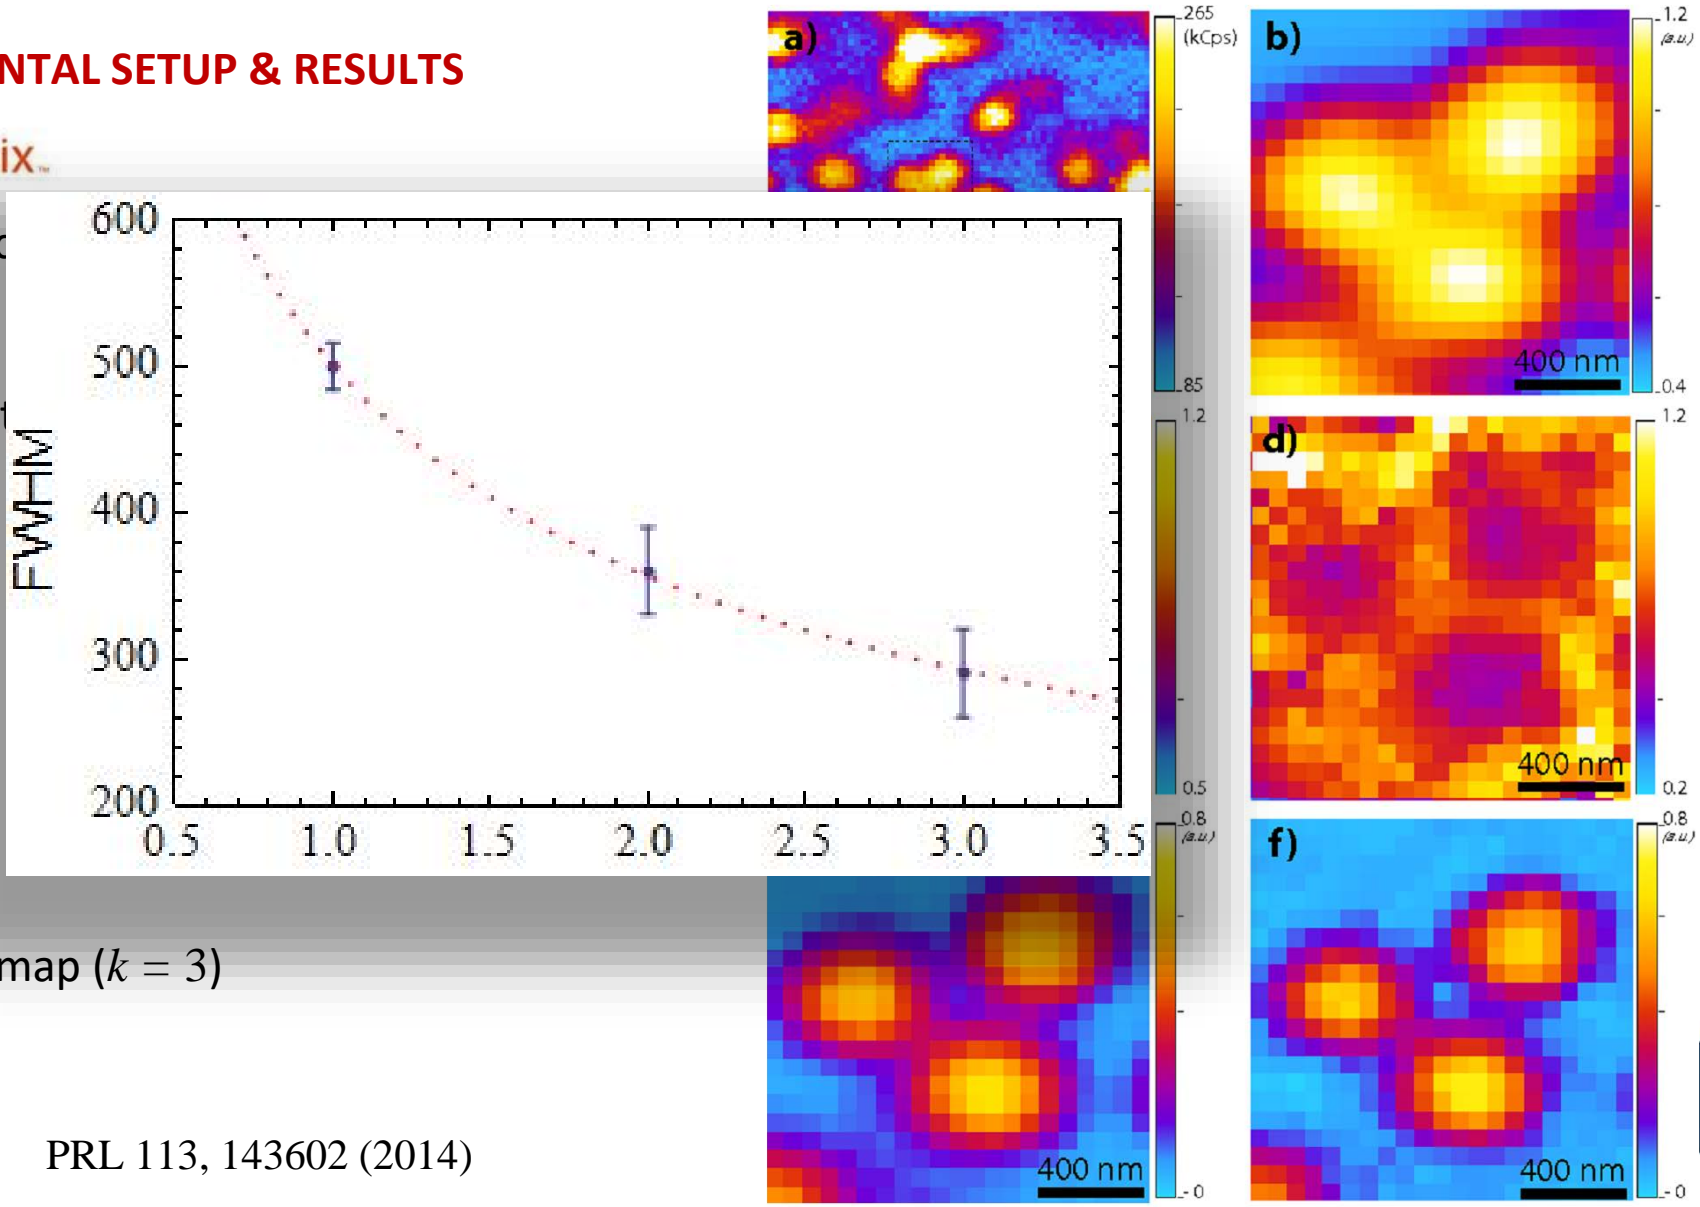 NTAL SETUP & RESULTS
ix™
a)
265
(kCps)
85
b)
1.2
(a.u.)
0.4
400 nm
FWHM
600
500
400
300
200
0.5 1.0 1.5 2.0 2.5 3.0 3.5
1.2
0.5
d)
1.2
0.2
400 nm
map (k = 3)
0.8
(a.u.)
0
400 nm
f)
0.8
(a.u.)
0
400 nm
PRL 113, 143602 (2014)